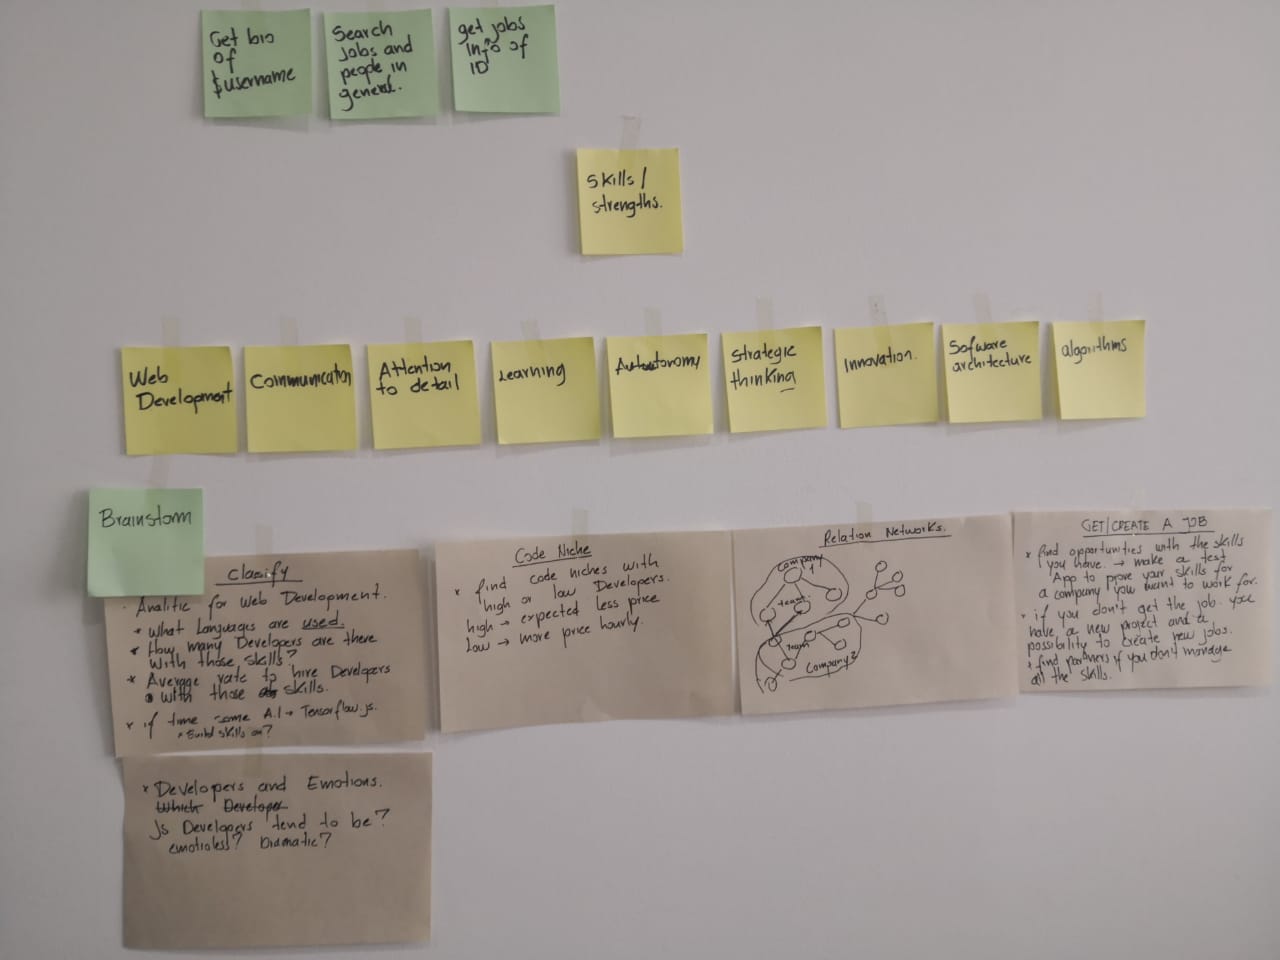 Get bio
of
$username
Search
jobs and
people in
general.
get jobs
info of
ID
Skills/
strengths.
Web
Development
Communication
Attention
to detail
Learning
Autonomy
Strategic
thinking
innovation.
Sofware
architecture
algorithms
Brainstorm
Classify
Analitic for Web Development.
* What Languages are used.
* How many Developers are there
with those skills?
* Average rate to hire Developers
with those skills.
* if time some A.I → Tensorflow.js.
* Build skills on?
* Developers and Emotions.
Which Developer
Js Developers tend to be?
emotioless? Dramatic?
Code Niche
* find code niches with
high or low Developers.
high → expected less price
Low → more price hourly.
Relation Networks.
Company 1
team
team
Company 2
GET/CREATE A JOB
* find opportunities with the skills
you have. → make a test
App to prove your skills for
a company you want to work for.
* if you don't get the job. you
have a new project and a
possibility to create new jobs.
* find partners if you don't manage
all the skills.